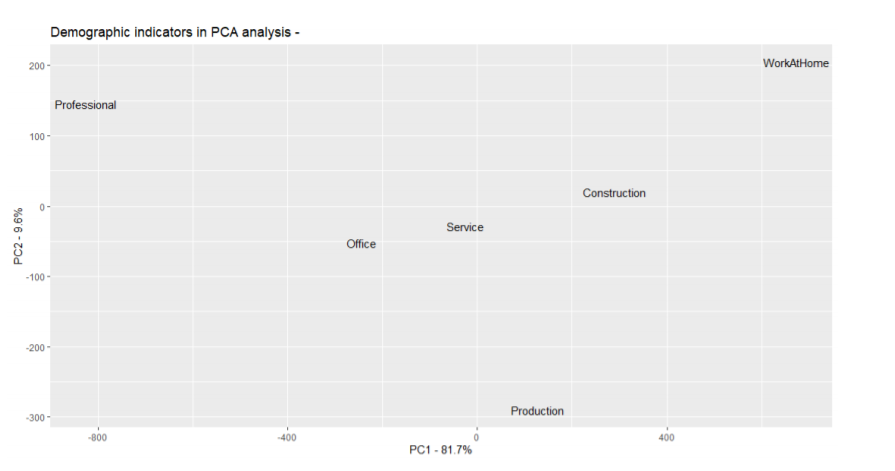 Demographic indicators in PCA analysis -
WorkAtHome
200
Professional
100
Construction
0
Service
Office
PC2 - 9.6%
-100
-200
-300
Production
-800
-400
0
400
PC1 - 81.7%